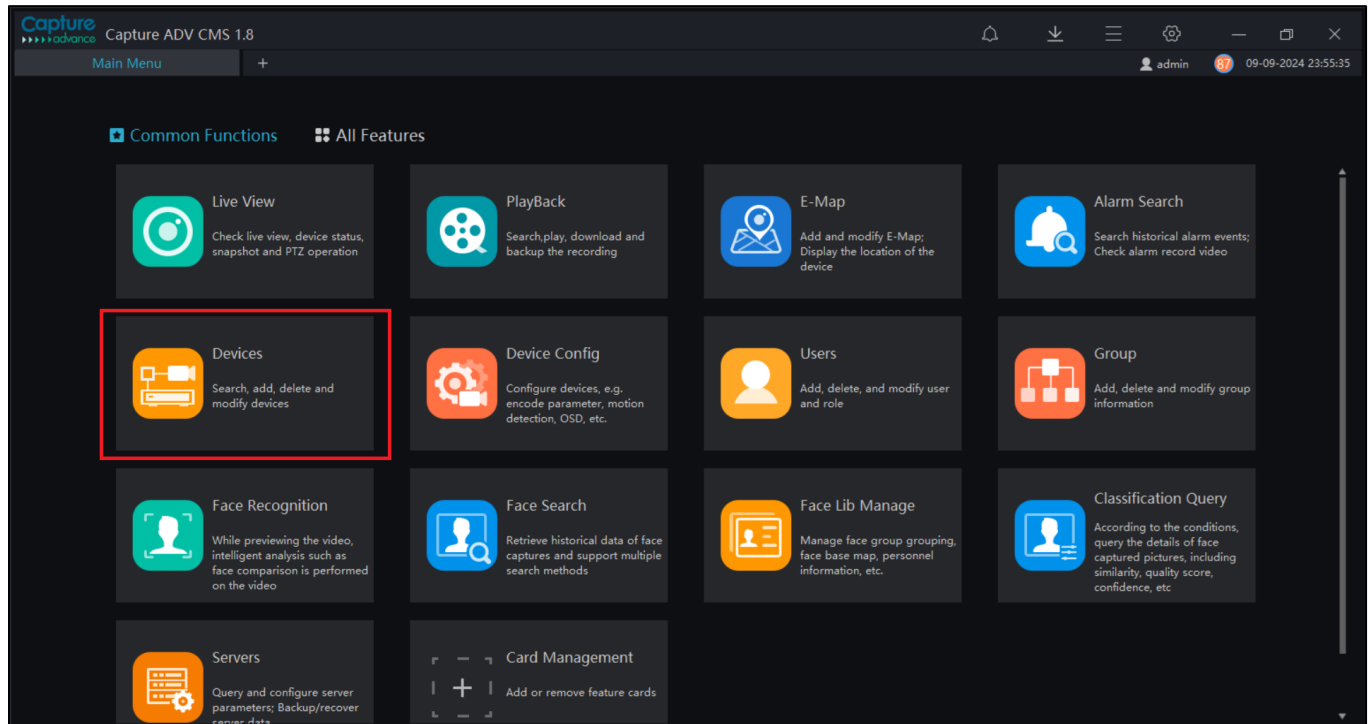 Capture
advance
Capture ADV CMS 1.8
Main Menu
+
admin
87
09-09-2024 23:55:35
Common Functions
All Features
Live View
Check live view, device status,
snapshot and PTZ operation
PlayBack
Search,play, download and
backup the recording
E-Map
Add and modify E-Map;
Display the location of the
device
Alarm Search
Search historical alarm events;
Check alarm record video
Devices
Search, add, delete and
modify devices
Device Config
Configure devices, e.g.
encode parameter, motion
detection, OSD, etc.
Users
Add, delete, and modify user
and role
Group
Add, delete and modify group
information
Face Recognition
While previewing the video,
intelligent analysis such as
face comparison is performed
on the video
Face Search
Retrieve historical data of face
captures and support multiple
search methods
Face Lib Manage
Manage face group grouping,
face base map, personnel
information, etc.
Classification Query
According to the conditions,
query the details of face
captured pictures, including
similarity, quality score,
confidence, etc
Servers
Query and configure server
parameters; Backup/recover
server data
Card Management
Add or remove feature cards